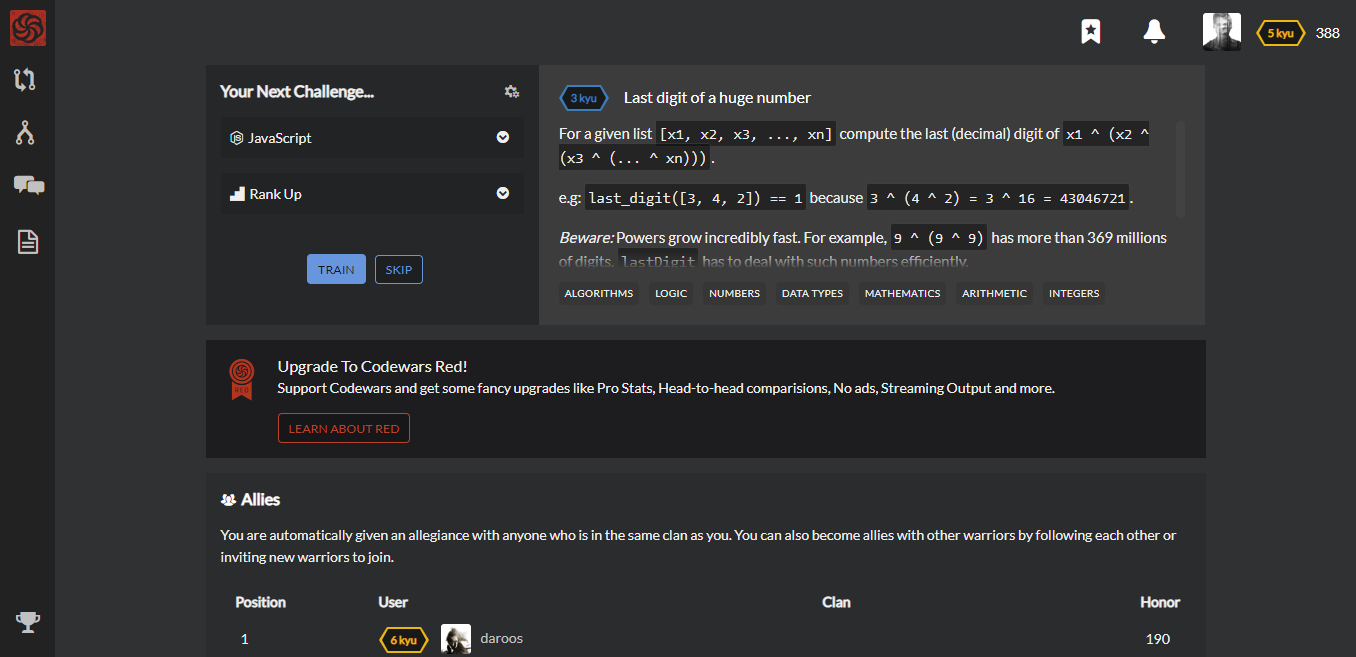 5 kyu 388
Your Next Challenge...
JavaScript
Rank Up
TRAIN SKIP
3 kyu Last digit of a huge number
For a given list [x1, x2, x3, ..., xn] compute the last (decimal) digit of x1 ^ (x2 ^
(x3 ^ (... ^ xn))).
e.g: last_digit([3, 4, 2]) == 1 because 3 ^ (4 ^ 2) = 3 ^ 16 = 43046721.
Beware: Powers grow incredibly fast. For example, 9 ^ (9 ^ 9) has more than 369 millions
of digits. lastDigit has to deal with such numbers efficiently.
ALGORITHMS LOGIC NUMBERS DATA TYPES MATHEMATICS ARITHMETIC INTEGERS
RED
Upgrade To Codewars Red!
Support Codewars and get some fancy upgrades like Pro Stats, Head-to-head comparisions, No ads, Streaming Output and more.
LEARN ABOUT RED
Allies
You are automatically given an allegiance with anyone who is in the same clan as you. You can also become allies with other warriors by following each other or
inviting new warriors to join.
Position User Clan Honor
1 6 kyu daroos 190